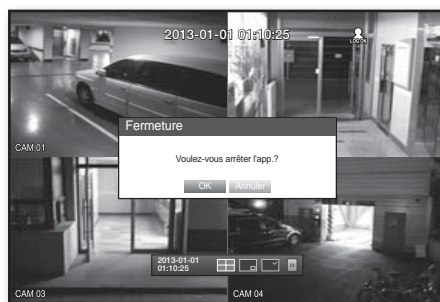 2013-01-01 01:10:25
LOG ON
CAM 01
Fermeture
Voulez-vous arrêter l'app.?
OK Annuler
2013-01-01
01:10:25
CAM 03
CAM 04